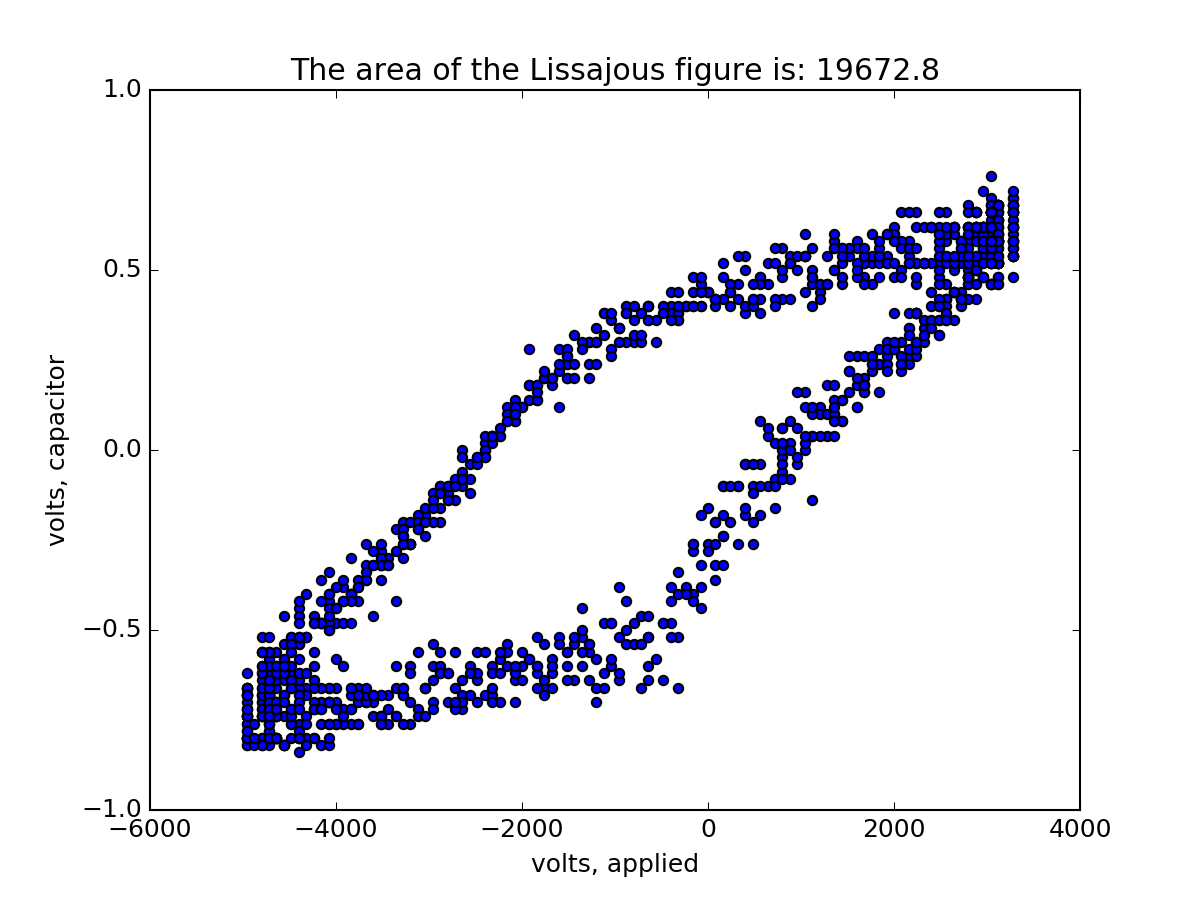 The area of the Lissajous figure is: 19672.8
1.0
0.5
0.0
−0.5
−1.0
volts, capacitor
−6000 −4000 −2000 0 2000 4000
volts, applied